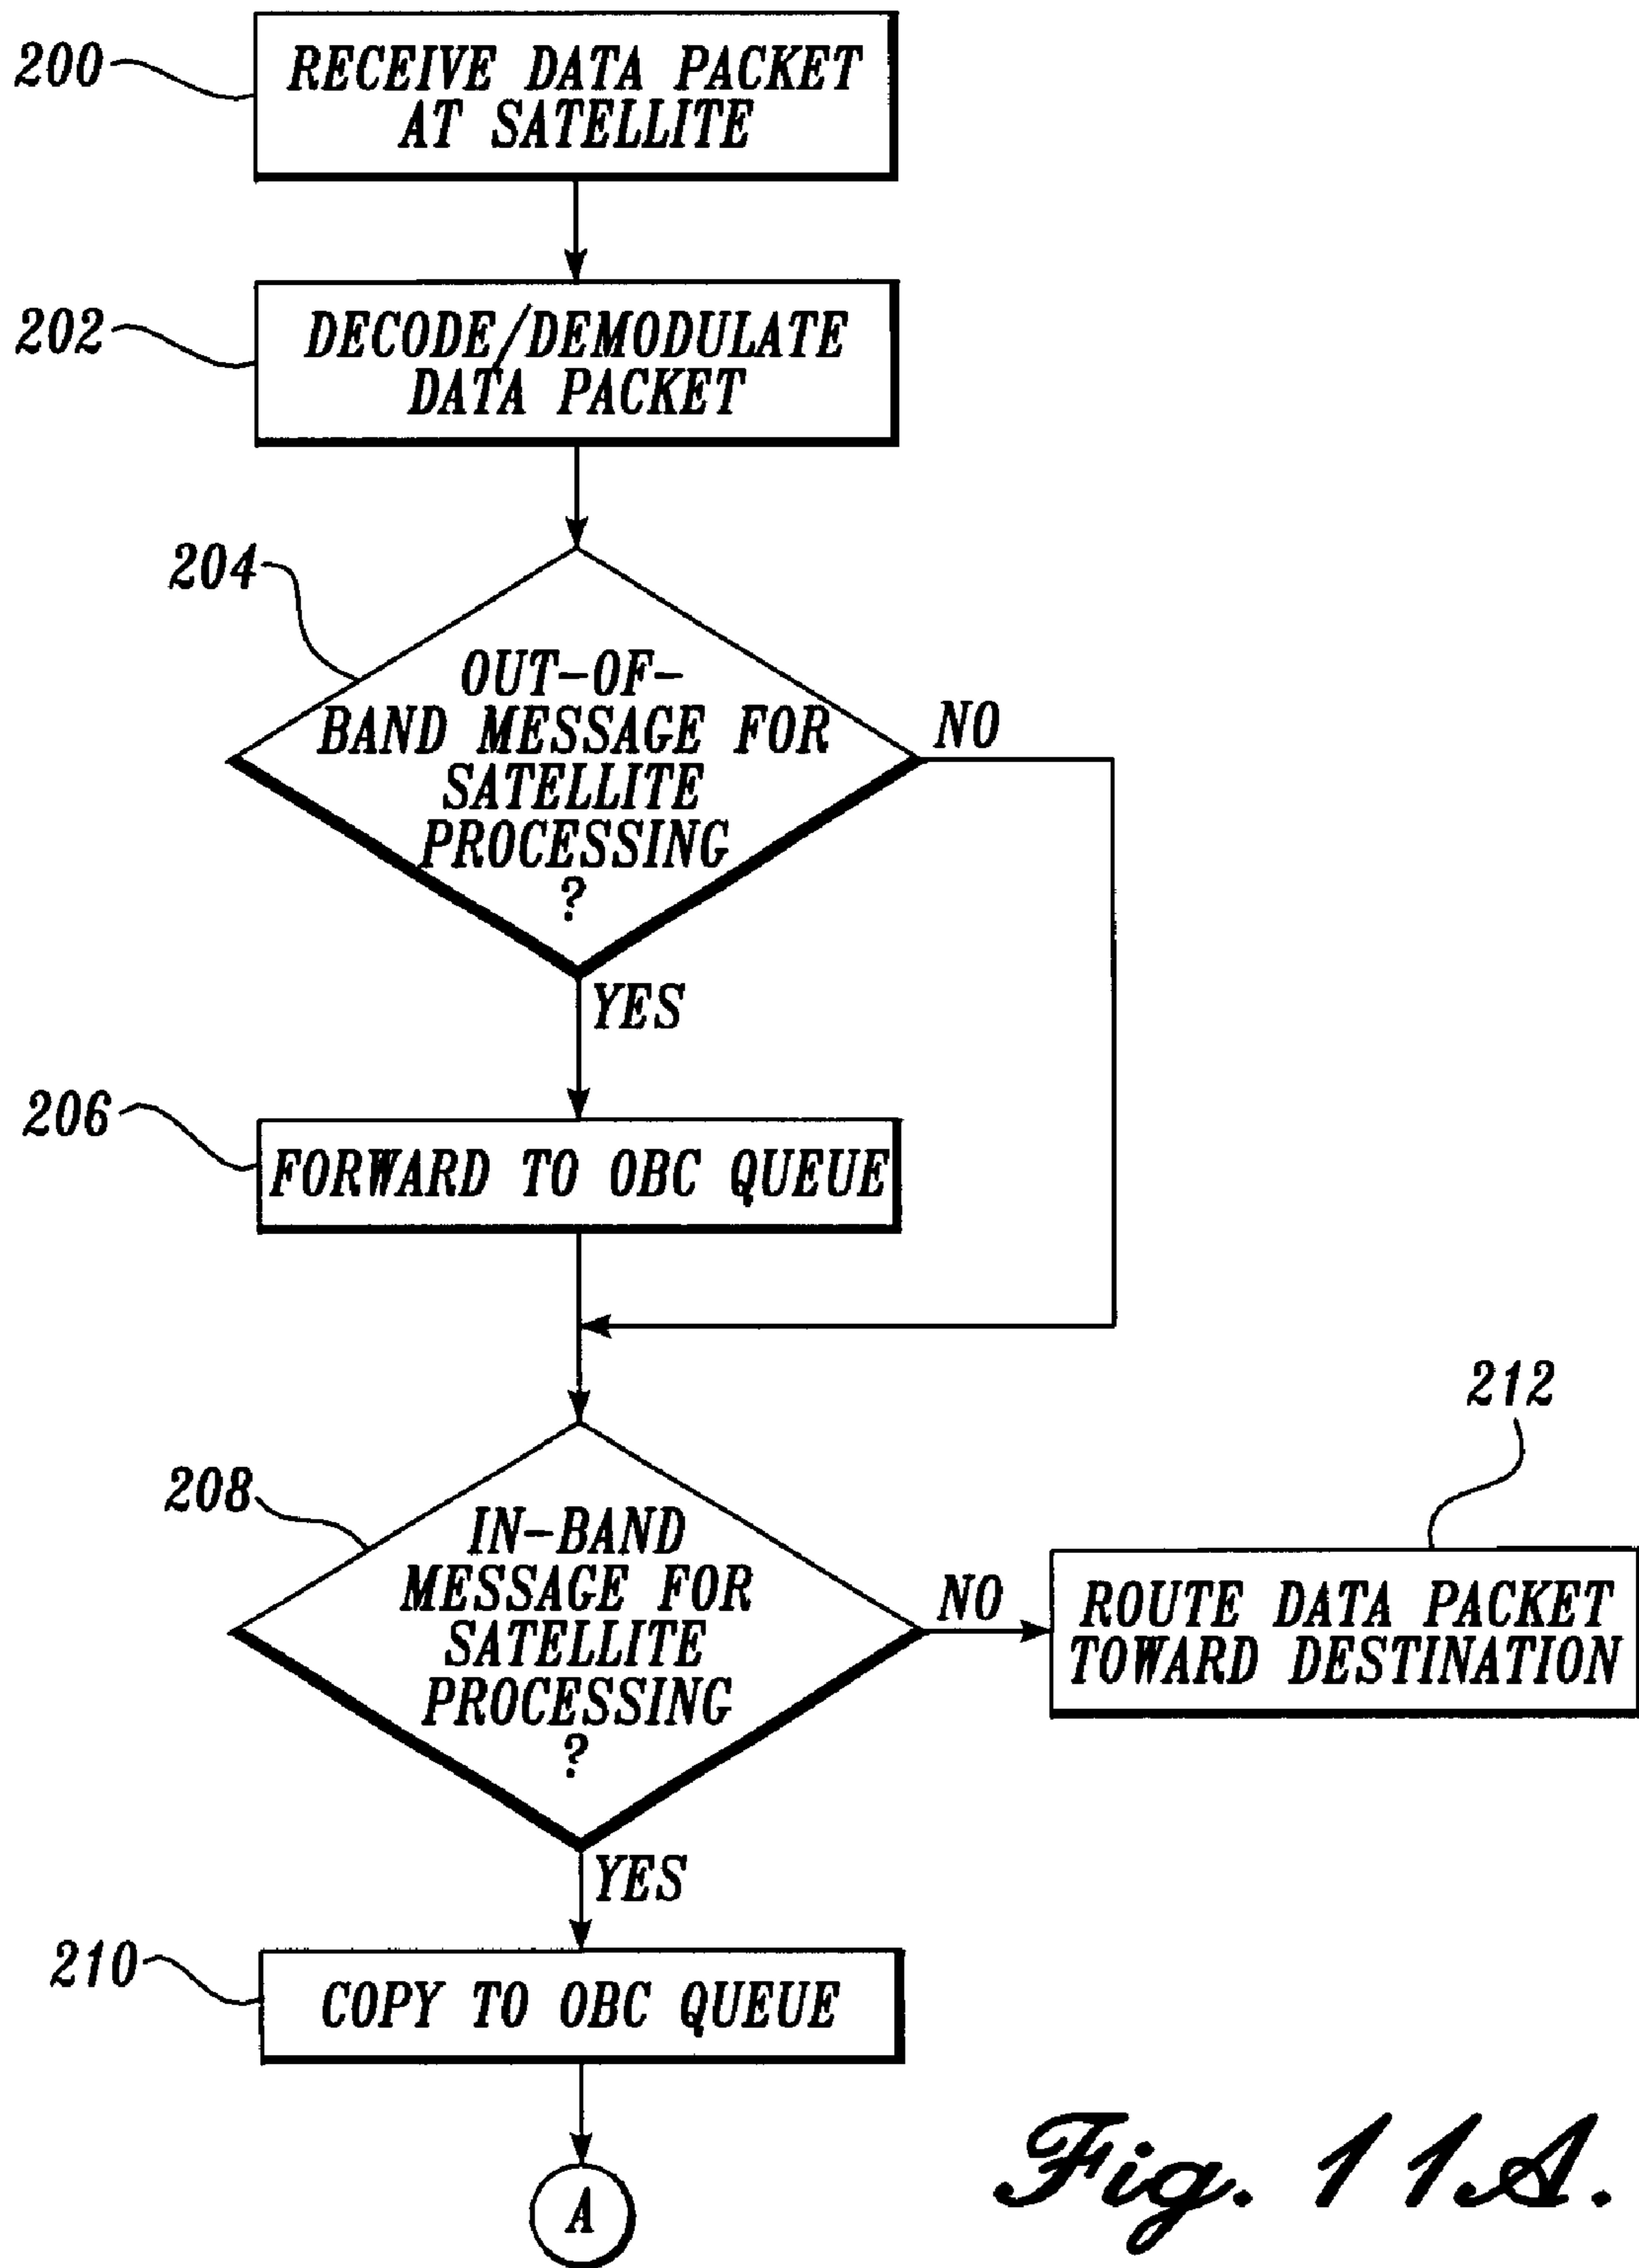 200
RECEIVE DATA PACKET
AT SATELLITE
202
DECODE/DEMODULATE
DATA PACKET
204
OUT-OF-
BAND MESSAGE FOR
SATELLITE
PROCESSING
?
NO
YES
206
FORWARD TO OBC QUEUE
208
IN-BAND
MESSAGE FOR
SATELLITE
PROCESSING
?
NO
212
ROUTE DATA PACKET
TOWARD DESTINATION
YES
210
COPY TO OBC QUEUE
A
Fig. 11A.